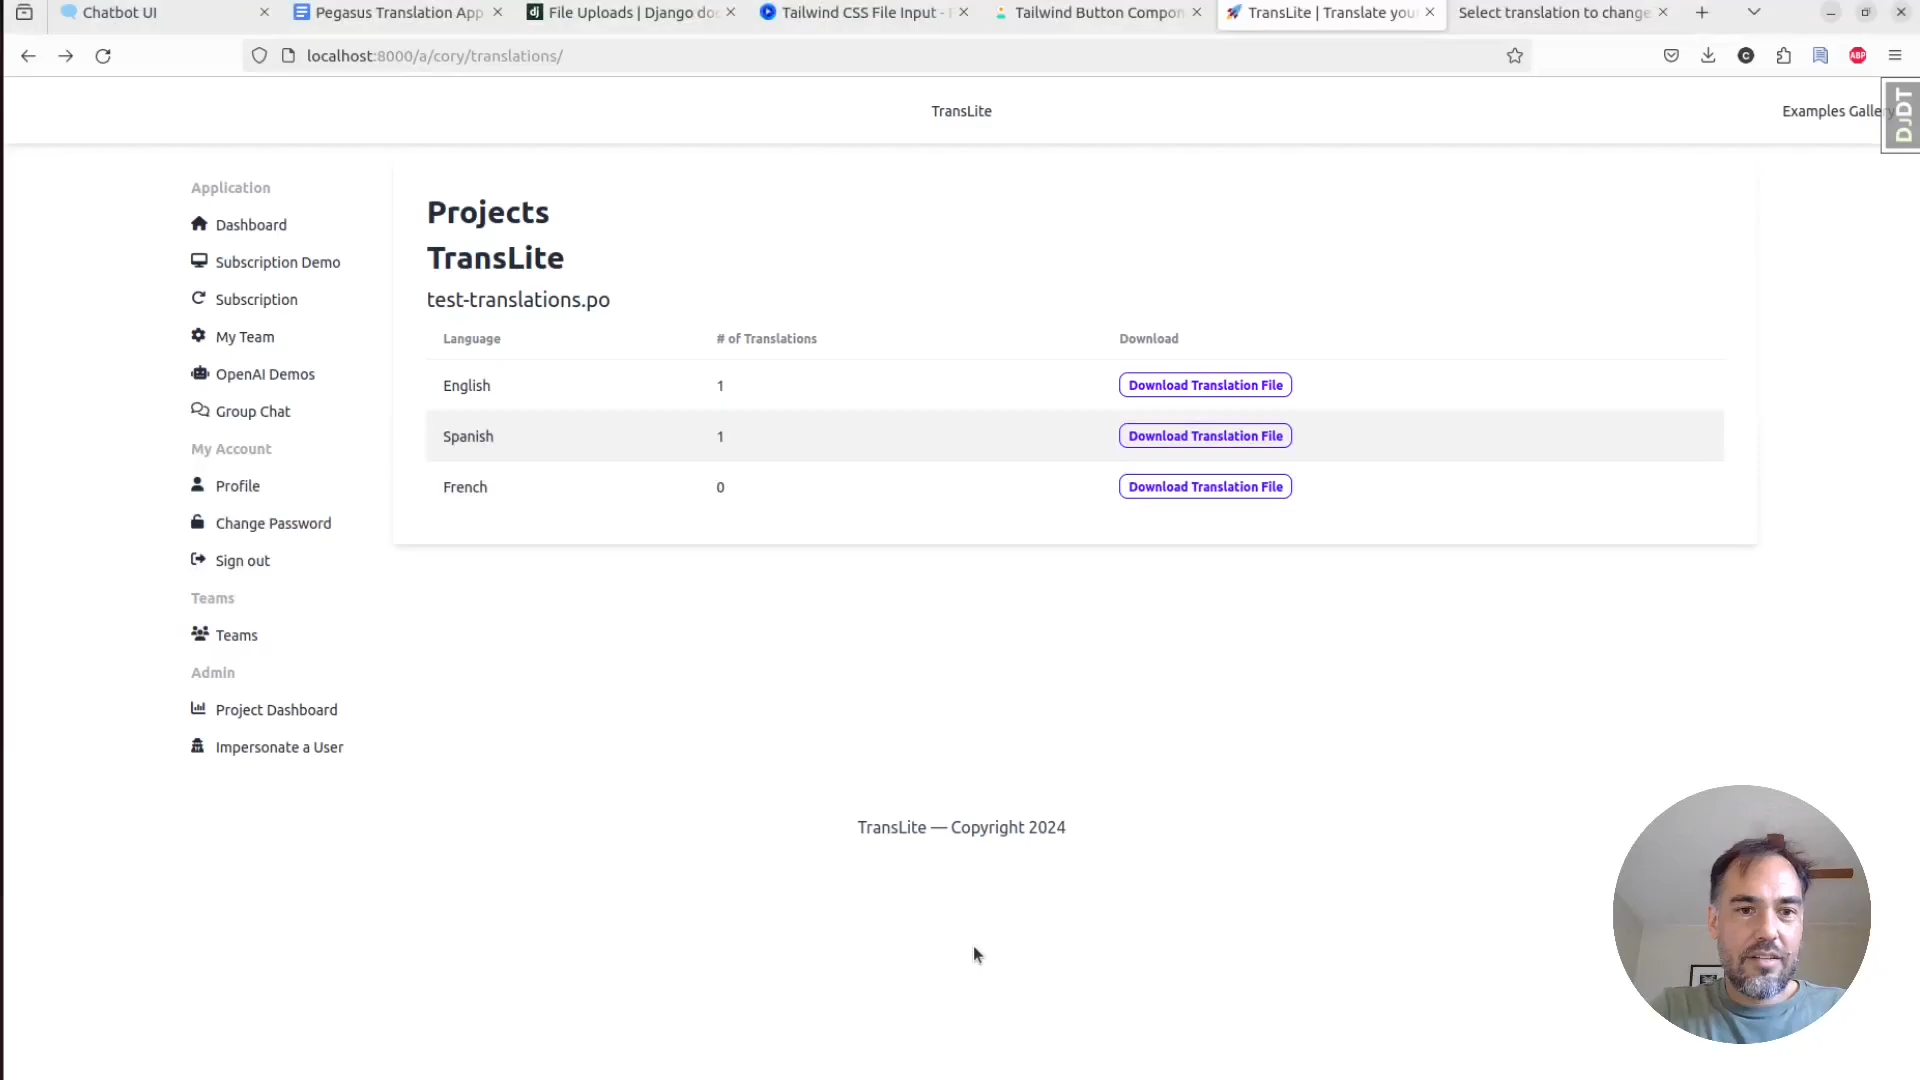 Chatbot UI
Pegasus Translation App
File Uploads | Django doc
Tailwind CSS File Input - F
Tailwind Button Compon
TransLite | Translate your
Select translation to change
localhost:8000/a/cory/translations/
C
ABP
TransLite
Examples Galle
DJDT
Application
Dashboard
Subscription Demo
Subscription
My Team
OpenAI Demos
Group Chat
My Account
Profile
Change Password
Sign out
Teams
Teams
Admin
Project Dashboard
Impersonate a User
Projects
TransLite
test-translations.po
Language # of Translations Download
English 1 Download Translation File
Spanish 1 Download Translation File
French 0 Download Translation File
TransLite — Copyright 2024